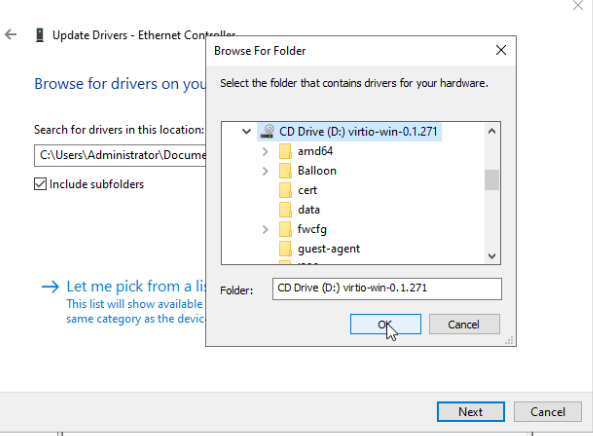 Update Drivers - Ethernet Controller
Browse For Folder
Select the folder that contains drivers for your hardware.
Browse for drivers on you
Search for drivers in this location:
C:\Users\Administrator\Docume
Include subfolders
CD Drive (D:) virtio-win-0.1.271
amd64
Balloon
cert
data
fwcfg
guest-agent
Folder:
CD Drive (D:) virtio-win-0.1.271
OK
Cancel
Let me pick from a lis
This list will show available
same category as the devic
Next
Cancel